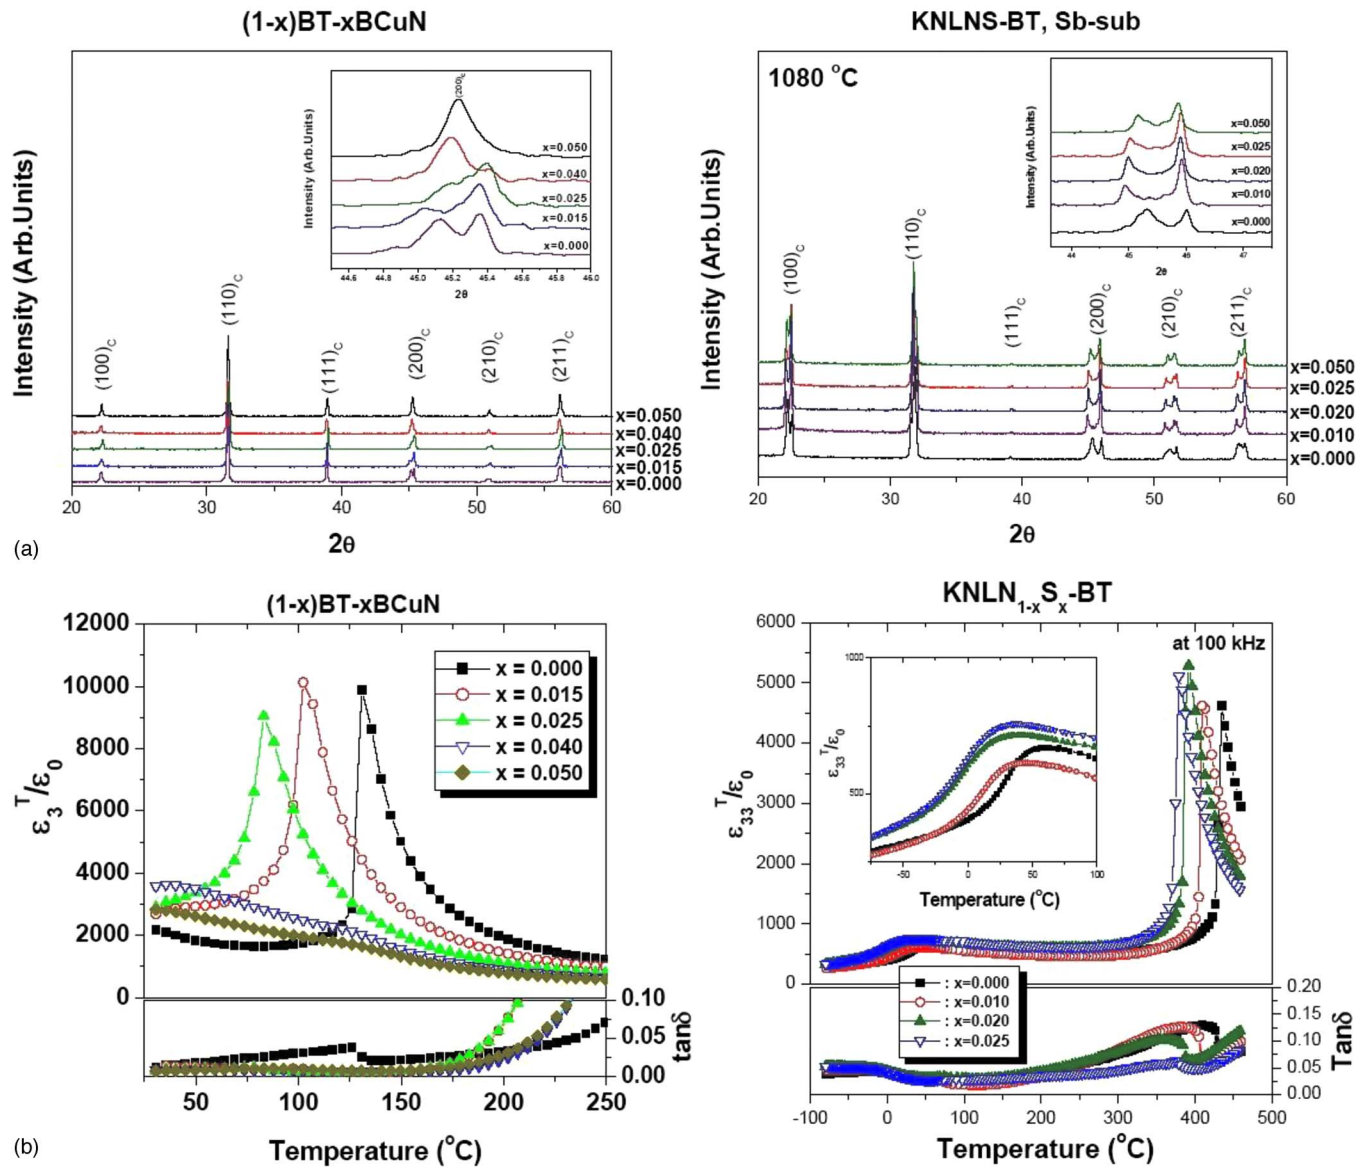 (1-x)BT-xBCuN
Intensity (Arb.Units)
(100)C
(110)C
(111)C
(200)C
(210)C
(211)C
x=0.050
x=0.040
x=0.025
x=0.015
x=0.000
20 30 40 50 60
2θ
Intensity (Arb.Units)
(200)C
x=0.050
x=0.040
x=0.025
x=0.015
x=0.000
44.6 44.8 45.0 45.2 45.4 45.6 45.8 46.0
2θ
KNLNS-BT, Sb-sub
1080 °C
Intensity (Arb.Units)
(100)C
(110)C
(111)C
(200)C
(210)C
(211)C
x=0.050
x=0.025
x=0.020
x=0.010
x=0.000
20 30 40 50 60
2θ
Intensity (Arb.Units)
x=0.050
x=0.025
x=0.020
x=0.010
x=0.000
44 45 46 47
2θ
(a)
(1-x)BT-xBCuN
ε3T/ε0
12000
10000
8000
6000
4000
2000
0
x = 0.000
x = 0.015
x = 0.025
x = 0.040
x = 0.050
0.10
0.05
0.00
tanδ
50 100 150 200 250
Temperature (°C)
KNLN1-xSx-BT
at 100 kHz
ε33T/ε0
6000
5000
4000
3000
2000
1000
0
1000
500
ε33T/ε0
-50 0 50 100
Temperature (°C)
: x=0.000
: x=0.010
: x=0.020
: x=0.025
0.20
0.15
0.10
0.05
0.00
Tanδ
-100 0 100 200 300 400 500
Temperature (°C)
(b)